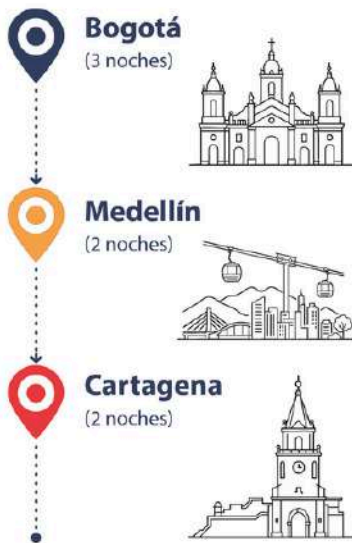 Bogotá
(3 noches)
Medellín
(2 noches)
Cartagena
(2 noches)